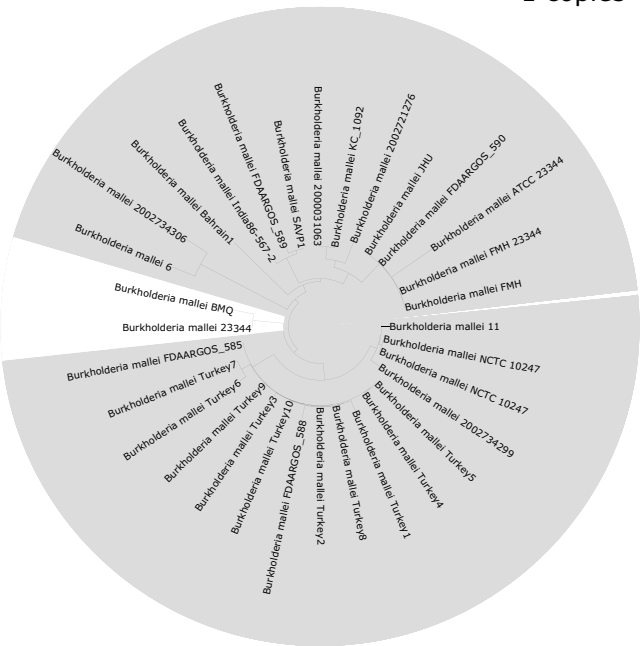 Burkholderia mallei 2000031063
Burkholderia mallei KC_1092
Burkholderia mallei 2002721276
Burkholderia mallei JHU
Burkholderia mallei FDAARGOS_590
Burkholderia mallei ATCC 23344
Burkholderia mallei FMH 23344
Burkholderia mallei FMH
Burkholderia mallei 11
Burkholderia mallei NCTC 10247
Burkholderia mallei NCTC 10247
Burkholderia mallei 2002734299
Burkholderia mallei Turkey5
Burkholderia mallei Turkey4
Burkholderia mallei Turkey1
Burkholderia mallei Turkey8
Burkholderia mallei Turkey2
Burkholderia mallei FDAARGOS_588
Burkholderia mallei Turkey10
Burkholderia mallei Turkey3
Burkholderia mallei Turkey9
Burkholderia mallei Turkey6
Burkholderia mallei Turkey7
Burkholderia mallei FDAARGOS_585
Burkholderia mallei 23344
Burkholderia mallei BMQ
Burkholderia mallei 6
Burkholderia mallei 2002734306
Burkholderia mallei Bahrain1
Burkholderia mallei India86-567-2
Burkholderia mallei FDAARGOS_589
Burkholderia mallei SAVP1